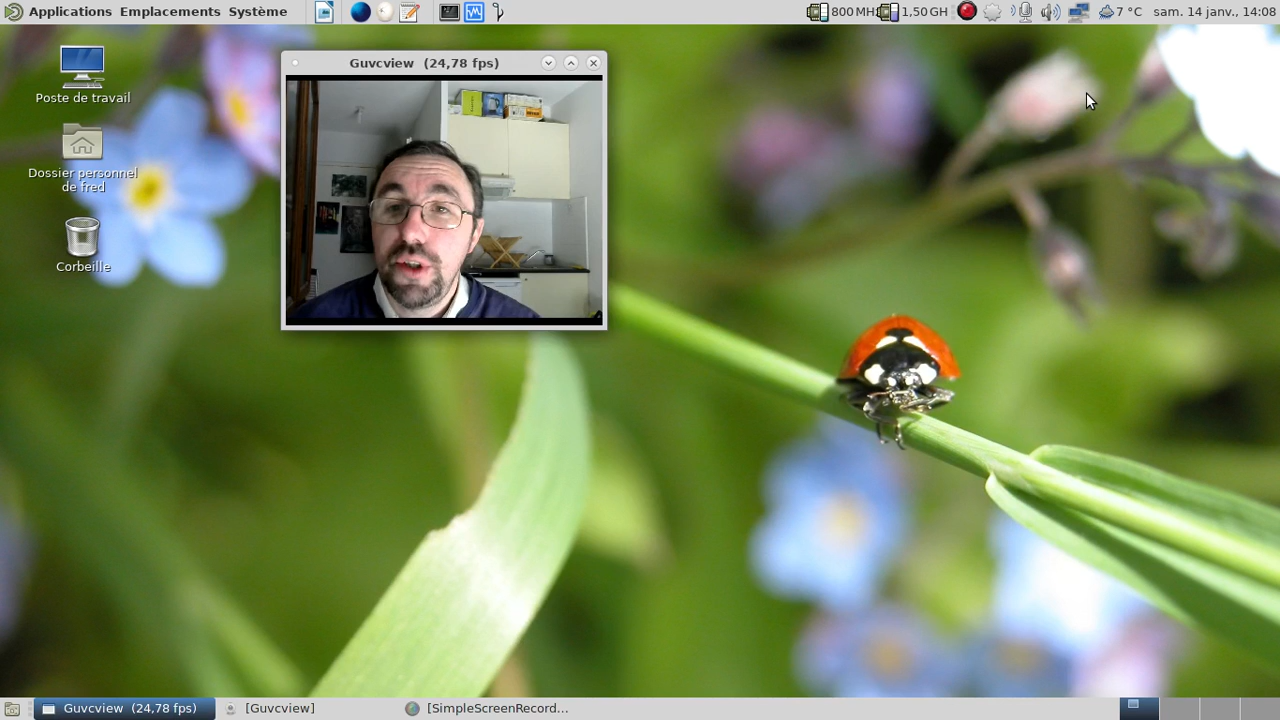 Applications Emplacements Système
800 MH
1,50 GH
7 °C
sam. 14 janv., 14:08
Poste de travail
Dossier personnel
de fred
Corbeille
Guvcview (24,78 fps)
Guvcview (24,78 fps)
[Guvcview]
[SimpleScreenRecord...